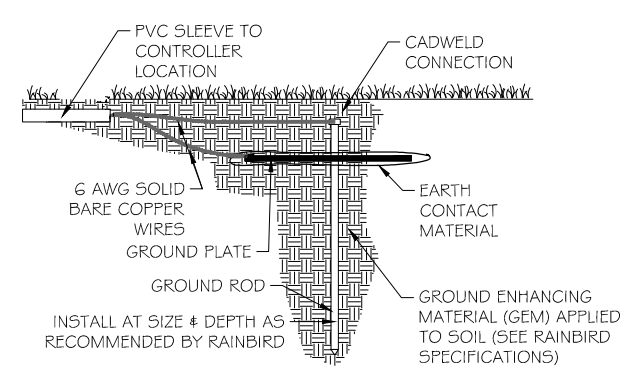 PVC SLEEVE TO
CONTROLLER
LOCATION
CADWELD
CONNECTION
6 AWG SOLID
BARE COPPER
WIRES
EARTH
CONTACT
MATERIAL
GROUND PLATE
GROUND ROD
INSTALL AT SIZE & DEPTH AS
RECOMMENDED BY RAINBIRD
GROUND ENHANCING
MATERIAL (GEM) APPLIED
TO SOIL (SEE RAINBIRD
SPECIFICATIONS)